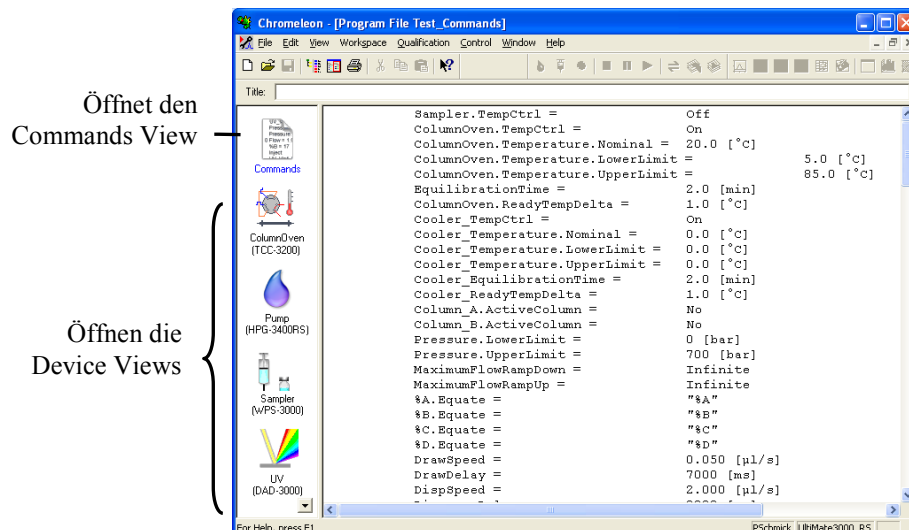 Chromeleon - [Program File Test_Commands]
File Edit View Workspace Qualification Control Window Help
Title:
Öffnet den
Commands View
Commands
ColumnOven
(TCC-3200)
Pump
(HPG-3400RS)
Öffnen die
Device Views
Sampler
(WPS-3000)
UV
(DAD-3000)
Sampler.TempCtrl = Off
ColumnOven.TempCtrl = On
ColumnOven.Temperature.Nominal = 20.0 [°C]
ColumnOven.Temperature.LowerLimit = 5.0 [°C]
ColumnOven.Temperature.UpperLimit = 85.0 [°C]
EquilibrationTime = 2.0 [min]
ColumnOven.ReadyTempDelta = 1.0 [°C]
Cooler_TempCtrl = On
Cooler_Temperature.Nominal = 0.0 [°C]
Cooler_Temperature.LowerLimit = 0.0 [°C]
Cooler_Temperature.UpperLimit = 0.0 [°C]
Cooler_EquilibrationTime = 2.0 [min]
Cooler_ReadyTempDelta = 1.0 [°C]
Column_A.ActiveColumn = No
Column_B.ActiveColumn = No
Pressure.LowerLimit = 0 [bar]
Pressure.UpperLimit = 700 [bar]
MaximumFlowRampDown = Infinite
MaximumFlowRampUp = Infinite
%A.Equate = "%A"
%B.Equate = "%B"
%C.Equate = "%C"
%D.Equate = "%D"
DrawSpeed = 0.050 [µl/s]
DrawDelay = 7000 [ms]
DispSpeed = 2.000 [µl/s]
For Help, press F1
PSchmick UltiMate3000_RS